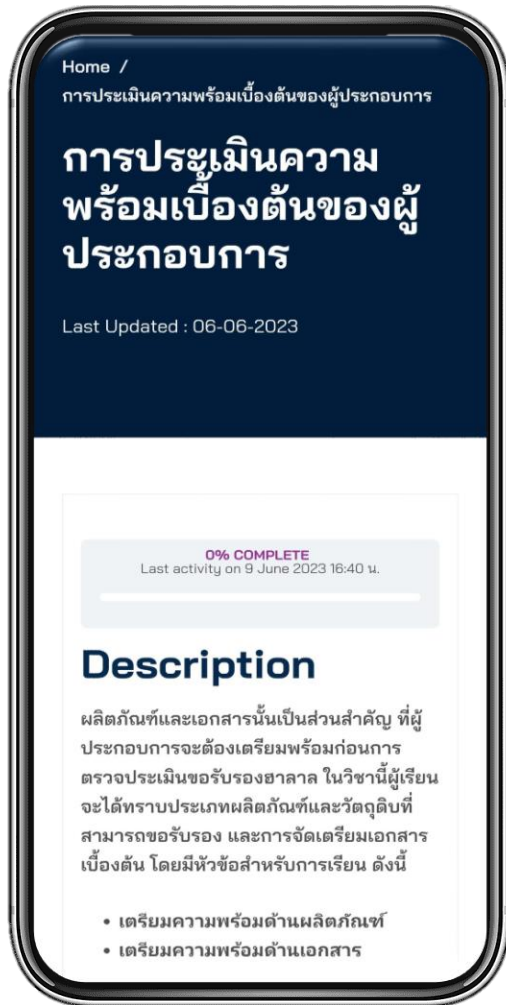 Home /
การประเมินความพร้อมเบื้องต้นของผู้ประกอบการ
การประเมินความ
พร้อมเบื้องต้นของผู้
ประกอบการ
Last Updated : 06-06-2023
0% COMPLETE
Last activity on 9 June 2023 16:40 น.
Description
ผลิตภัณฑ์และเอกสารนั้นเป็นส่วนสำคัญ ที่ผู้
ประกอบการจะต้องเตรียมพร้อมก่อนการ
ตรวจประเมินขอรับรองฮาลาล ในวิชานี้ผู้เรียน
จะได้ทราบประเภทผลิตภัณฑ์และวัตถุดิบที่
สามารถขอรับรอง และการจัดเตรียมเอกสาร
เบื้องต้น โดยมีหัวข้อสำหรับการเรียน ดังนี้
• เตรียมความพร้อมด้านผลิตภัณฑ์
• เตรียมความพร้อมด้านเอกสาร